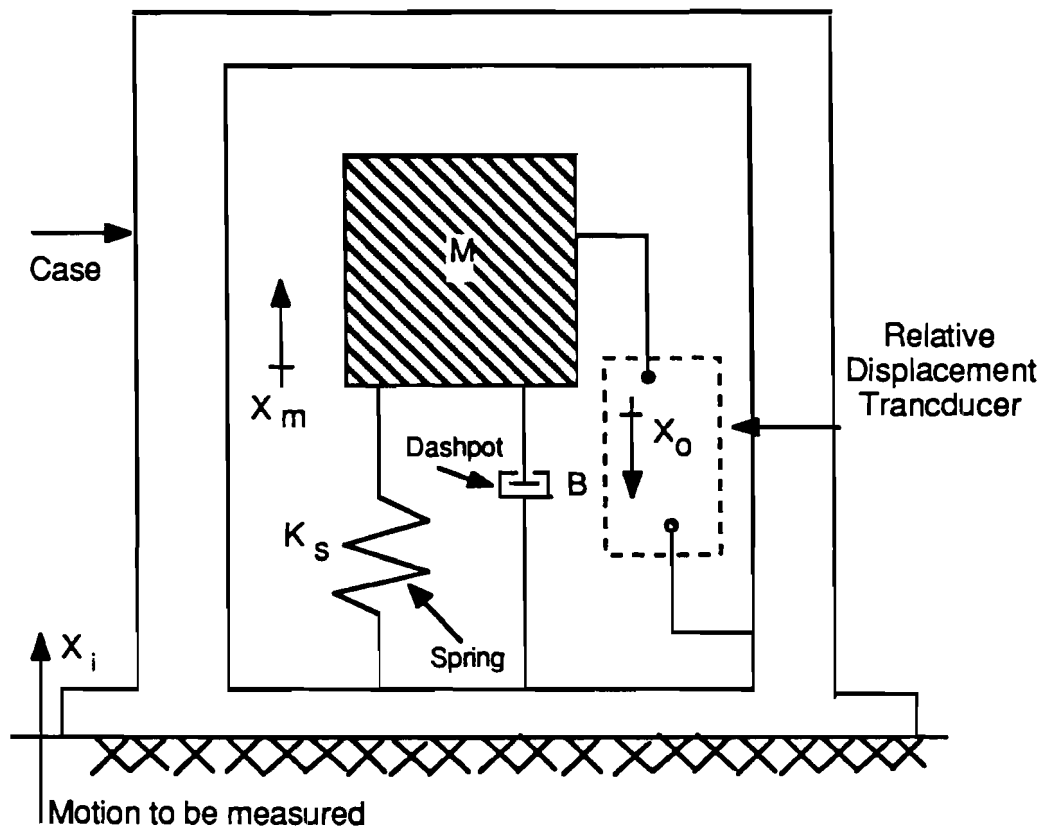 M
Case
X m
Relative
Displacement
Trancducer
X o
Dashpot
B
K s
X i
Spring
Motion to be measured